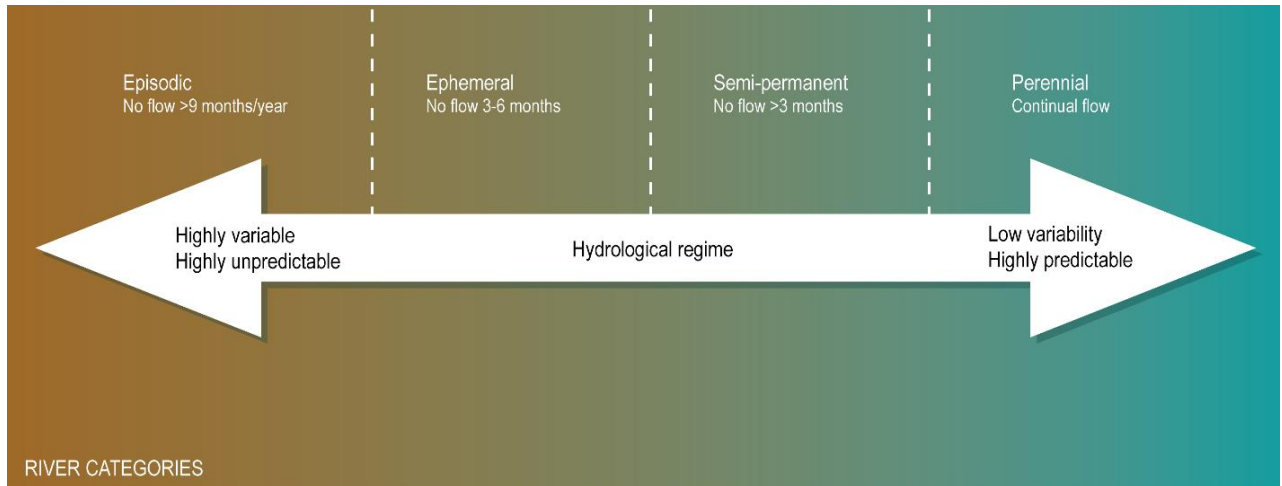 Episodic
No flow >9 months/year
Ephemeral
No flow 3-6 months
Semi-permanent
No flow >3 months
Perennial
Continual flow
Highly variable
Highly unpredictable
Hydrological regime
Low variability
Highly predictable
RIVER CATEGORIES